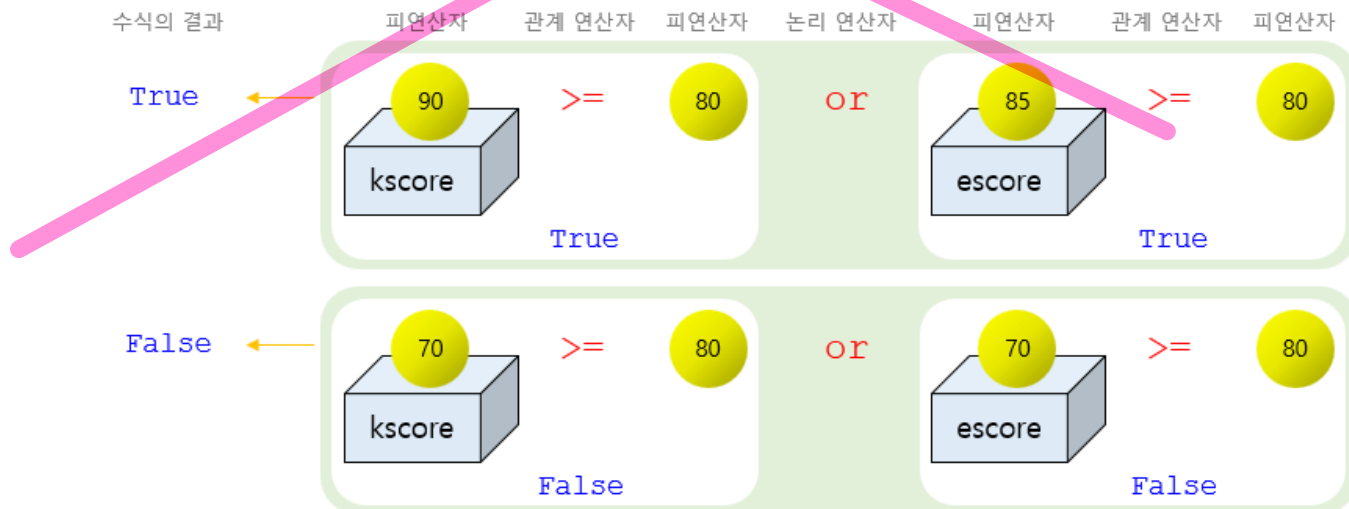 수식의 결과 피연산자 관계 연산자 피연산자 논리 연산자 피연산자 관계 연산자 피연산자
True 90 >= 80 or 85 >= 80
kscore escore
True True
False 70 >= 80 or 70 >= 80
kscore escore
False False